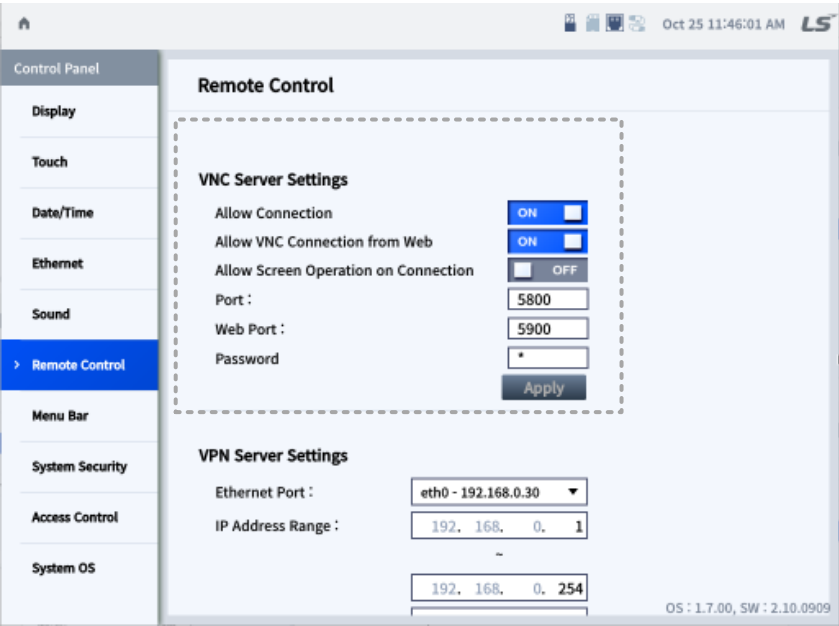 Oct 25 11:46:01 AM LS
Control Panel
Display
Touch
Date/Time
Ethernet
Sound
> Remote Control
Menu Bar
System Security
Access Control
System OS
Remote Control
VNC Server Settings
Allow Connection ON
Allow VNC Connection from Web ON
Allow Screen Operation on Connection OFF
Port : 5800
Web Port : 5900
Password *
Apply
VPN Server Settings
Ethernet Port : eth0 - 192.168.0.30 ▼
IP Address Range : 192. 168. 0. 1
~
192. 168. 0. 254
OS : 1.7.00, SW : 2.10.0909